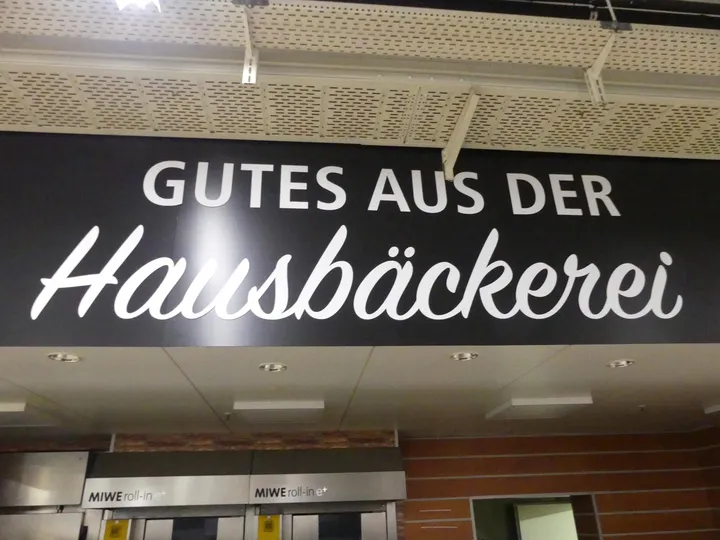 GUTES AUS DER
Hausbäckerei
MIWE roll-in e+
MIWE roll-in e+